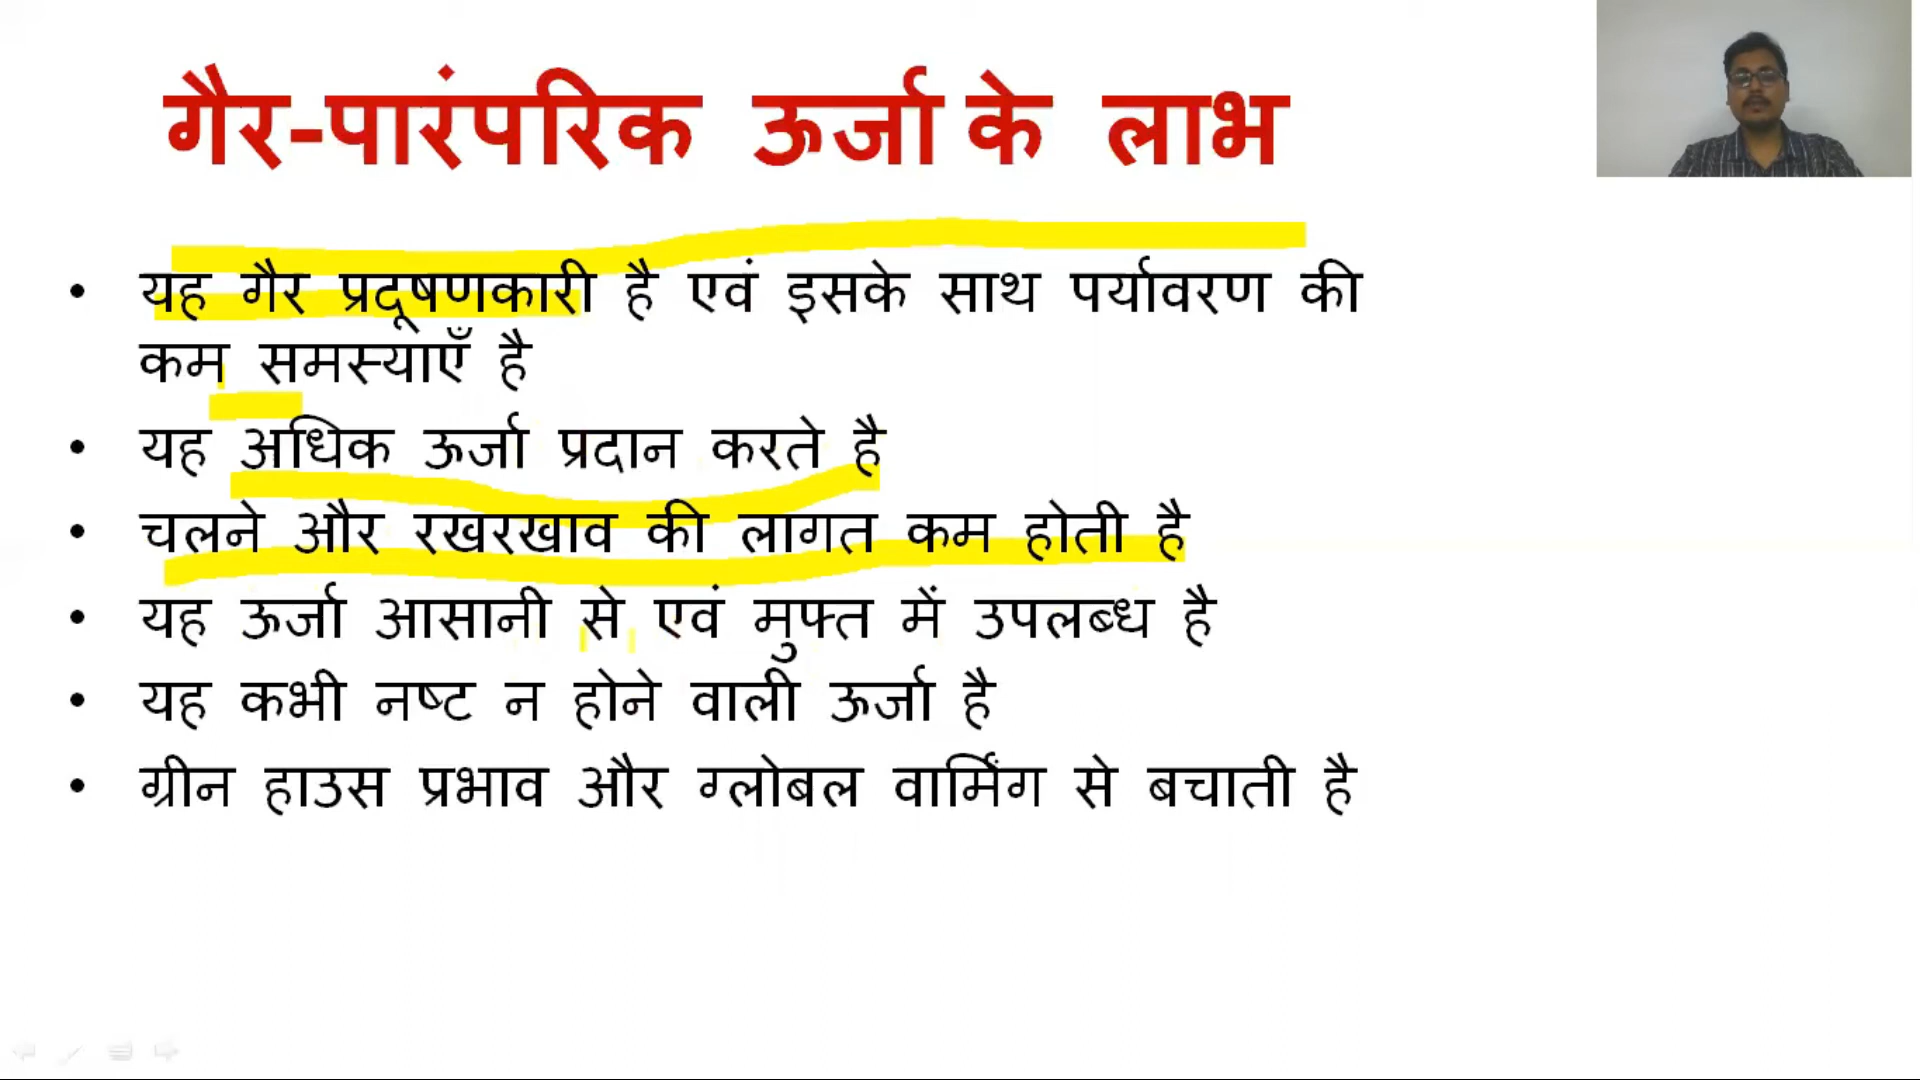 गैर-पारंपरिक ऊर्जा के लाभ
• यह गैर प्रदूषणकारी है एवं इसके साथ पर्यावरण की
कम समस्याएँ है
• यह अधिक ऊर्जा प्रदान करते है
• चलने और रखरखाव की लागत कम होती है
• यह ऊर्जा आसानी से एवं मुफ्त में उपलब्ध है
• यह कभी नष्ट न होने वाली ऊर्जा है
• ग्रीन हाउस प्रभाव और ग्लोबल वार्मिंग से बचाती है